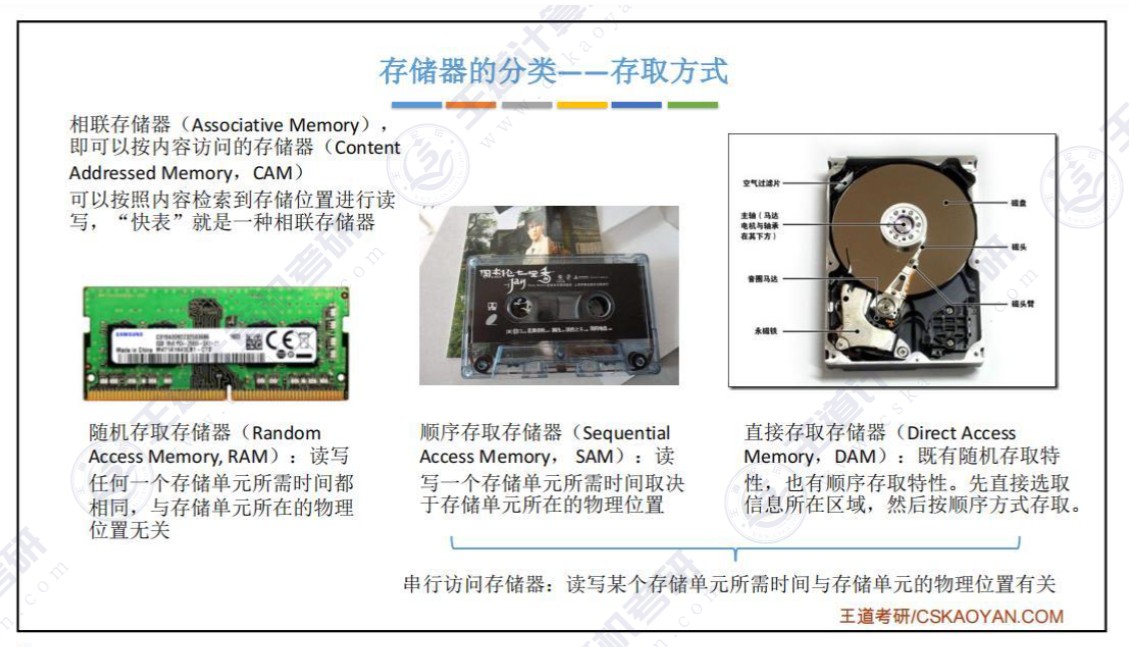 存储器的分类——存取方式
相联存储器（Associative Memory），
即可以按内容访问的存储器（Content
Addressed Memory，CAM）
可以按照内容检索到存储位置进行读
写，“快表”就是一种相联存储器
SAMSUNG
Made in China
周杰伦七里香
Jay
空气过滤片
主轴（马达
电机与轴承
在其下方）
音圈马达
永磁铁
磁盘
磁头
磁头臂
随机存取存储器（Random
Access Memory, RAM）：读写
任何一个存储单元所需时间都
相同，与存储单元所在的物理
位置无关
顺序存取存储器（Sequential
Access Memory， SAM）：读
写一个存储单元所需时间取决
于存储单元所在的物理位置
直接存取存储器（Direct Access
Memory，DAM）：既有随机存取特
性，也有顺序存取特性。先直接选取
信息所在区域，然后按顺序方式存取。
串行访问存储器：读写某个存储单元所需时间与存储单元的物理位置有关
王道考研/CSKAOYAN.COM